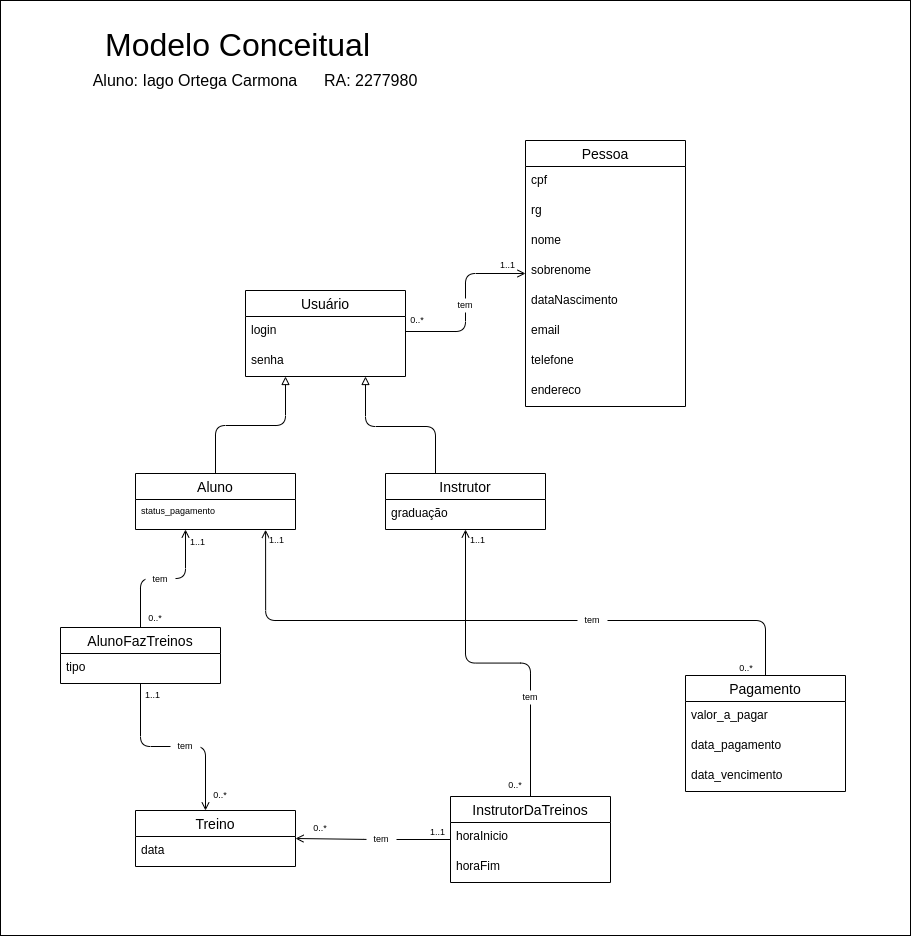 Modelo Conceitual
Aluno: Iago Ortega Carmona RA: 2277980
Pessoa
cpf
rg
nome
sobrenome
dataNascimento
email
telefone
endereco
1..1
tem
0..*
Usuário
login
senha
Aluno
status_pagamento
Instrutor
graduação
1..1
1..1
1..1
tem
0..*
tem
AlunoFazTreinos
tipo
1..1
0..*
Pagamento
valor_a_pagar
data_pagamento
data_vencimento
tem
tem
0..*
0..*
InstrutorDaTreinos
horaInicio
horaFim
Treino
data
0..*
tem
1..1